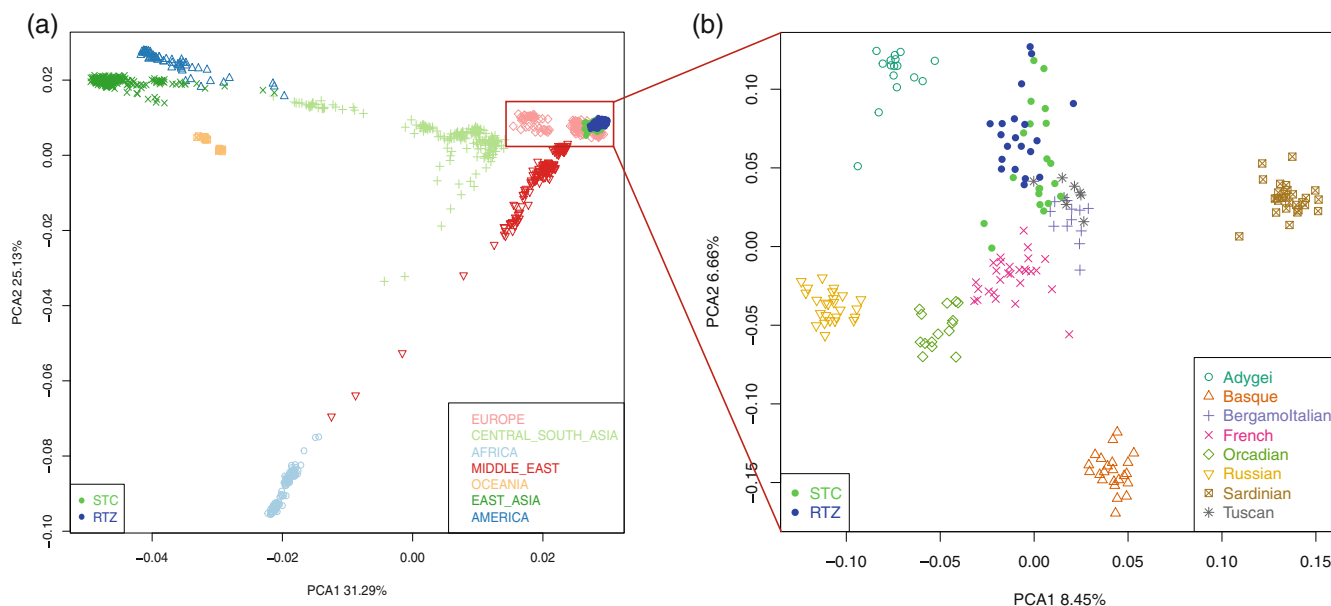 (a)
0.02
0.00
−0.02
−0.04
−0.06
−0.08
−0.10
PCA2 25.13%
−0.04
−0.02
0.00
0.02
PCA1 31.29%
STC
RTZ
EUROPE
CENTRAL_SOUTH_ASIA
AFRICA
MIDDLE_EAST
OCEANIA
EAST_ASIA
AMERICA
(b)
0.10
0.05
0.00
−0.05
−0.10
−0.15
PCA2 6.66%
−0.10
−0.05
0.00
0.05
0.10
0.15
PCA1 8.45%
STC
RTZ
Adygei
Basque
BergamoItalian
French
Orcadian
Russian
Sardinian
Tuscan